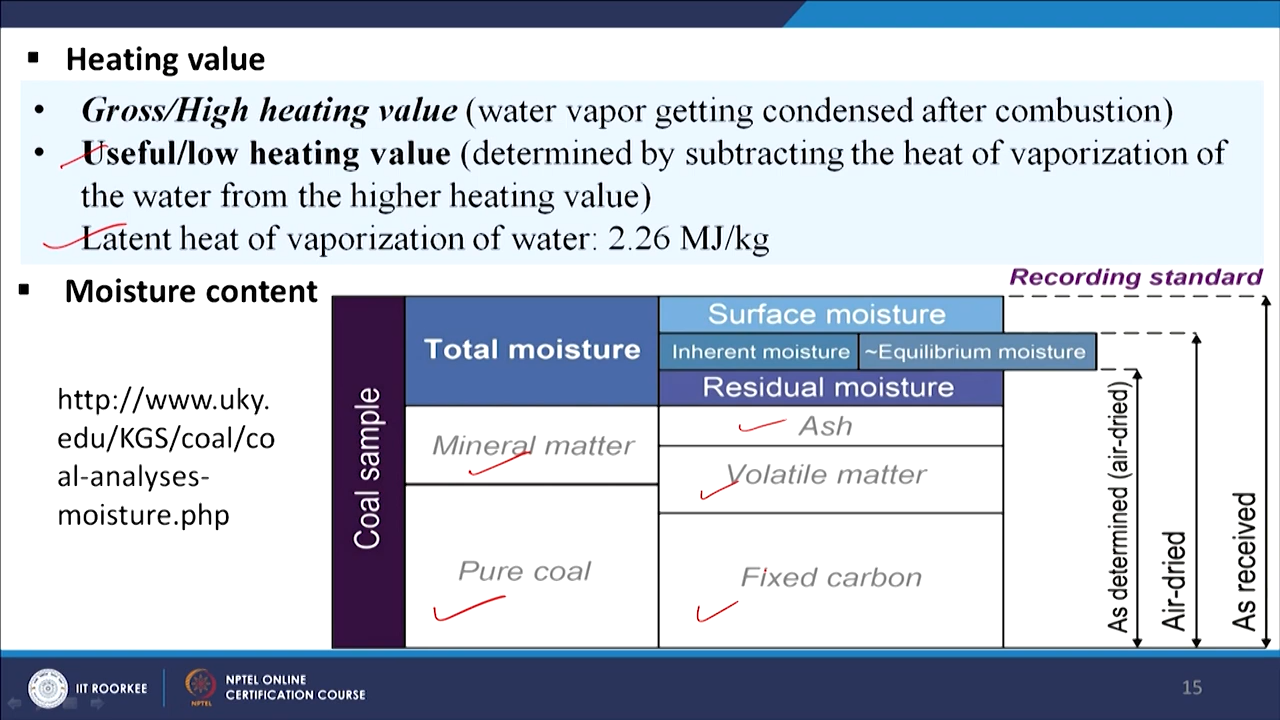 ▪ Heating value
• Gross/High heating value (water vapor getting condensed after combustion)
• Useful/low heating value (determined by subtracting the heat of vaporization of
the water from the higher heating value)
Latent heat of vaporization of water: 2.26 MJ/kg
▪ Moisture content
http://www.uky.
edu/KGS/coal/co
al-analyses-
moisture.php
Recording standard
Coal sample
Total moisture
Surface moisture
Inherent moisture
~Equilibrium moisture
Residual moisture
Mineral matter
Ash
Volatile matter
Pure coal
Fixed carbon
As determined (air-dried)
Air-dried
As received
IIT ROORKEE
NPTEL ONLINE
CERTIFICATION COURSE
NPTEL
15